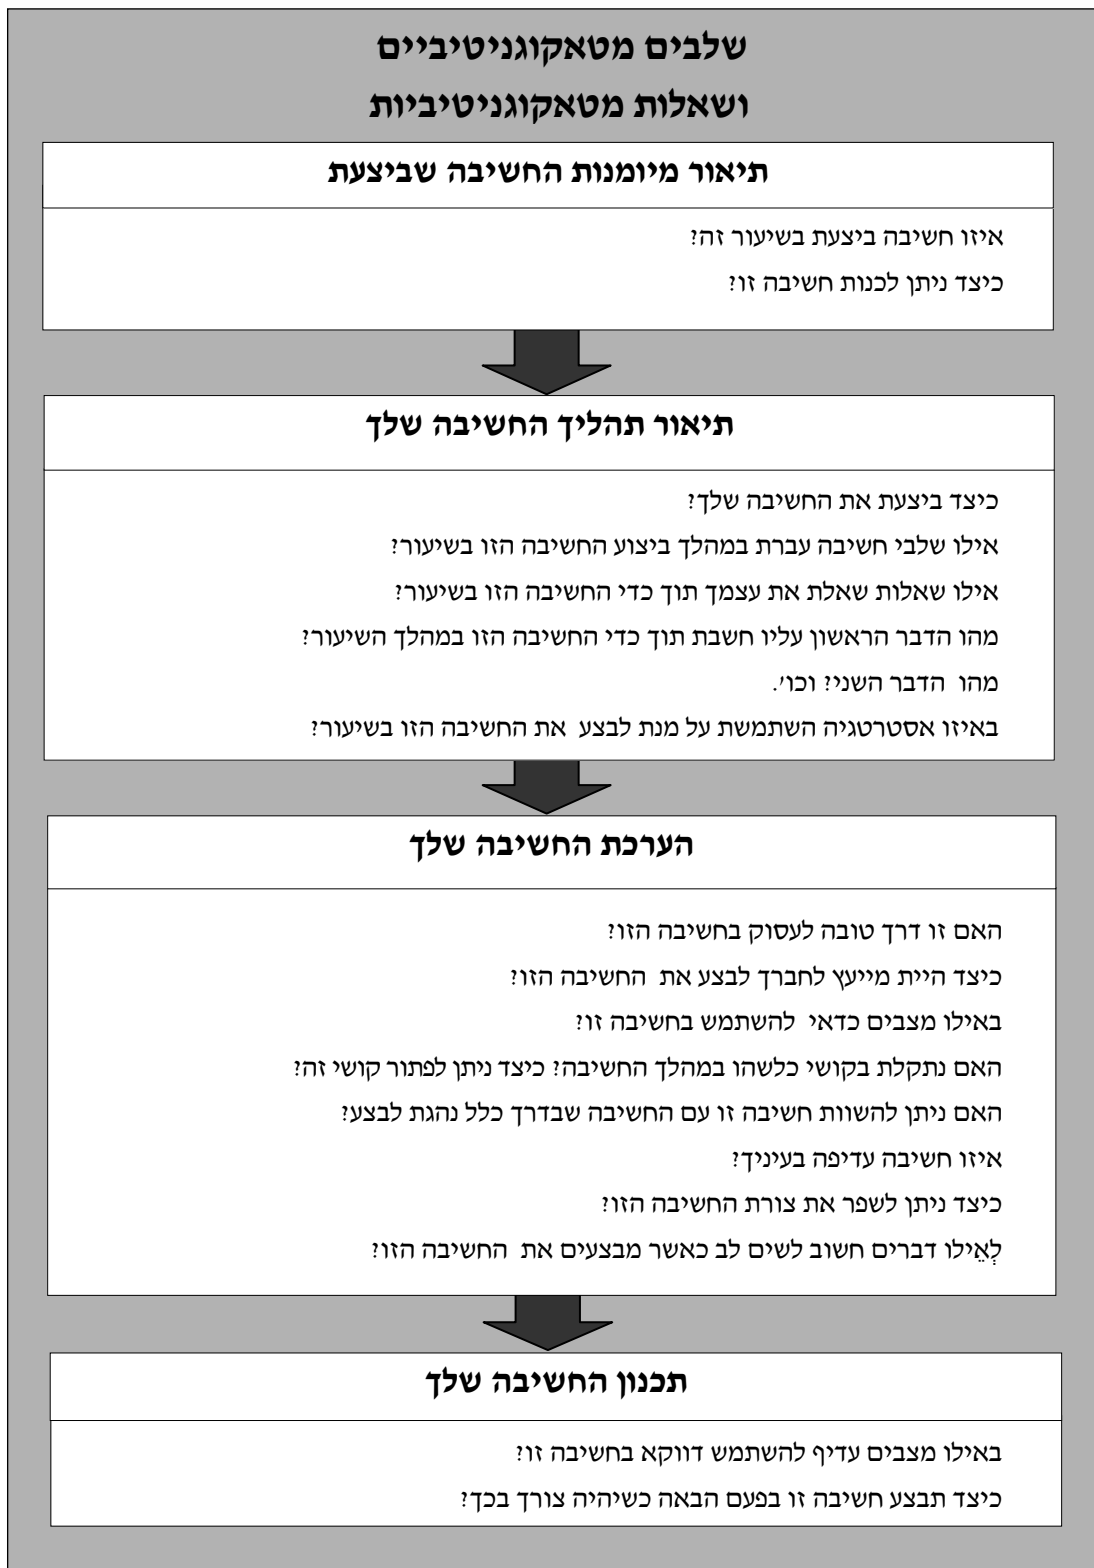 שלבים מטאקוגניטיביים
ושאלות מטאקוגניטיביות
תיאור מיומנות החשיבה שביצעת
איזו חשיבה ביצעת בשיעור זה?
כיצד ניתן לכנות חשיבה זו?
תיאור תהליך החשיבה שלך
כיצד ביצעת את החשיבה שלך?
אילו שלבי חשיבה עברת במהלך ביצוע החשיבה הזו בשיעור?
אילו שאלות שאלת את עצמך תוך כדי החשיבה הזו בשיעור?
מהו הדבר הראשון עליו חשבת תוך כדי החשיבה הזו במהלך השיעור?
מהו הדבר השני? וכו'.
באיזו אסטרטגיה השתמשת על מנת לבצע את החשיבה הזו בשיעור?
הערכת החשיבה שלך
האם זו דרך טובה לעסוק בחשיבה הזו?
כיצד היית מייעץ לחברך לבצע את החשיבה הזו?
באילו מצבים כדאי להשתמש בחשיבה זו?
האם נתקלת בקושי כלשהו במהלך החשיבה? כיצד ניתן לפתור קושי זה?
האם ניתן להשוות חשיבה זו עם החשיבה שבדרך כלל נהגת לבצע?
איזו חשיבה עדיפה בעיניך?
כיצד ניתן לשפר את צורת החשיבה הזו?
לְאֵילו דברים חשוב לשים לב כאשר מבצעים את החשיבה הזו?
תכנון החשיבה שלך
באילו מצבים עדיף להשתמש דווקא בחשיבה זו?
כיצד תבצע חשיבה זו בפעם הבאה כשיהיה צורך בכך?